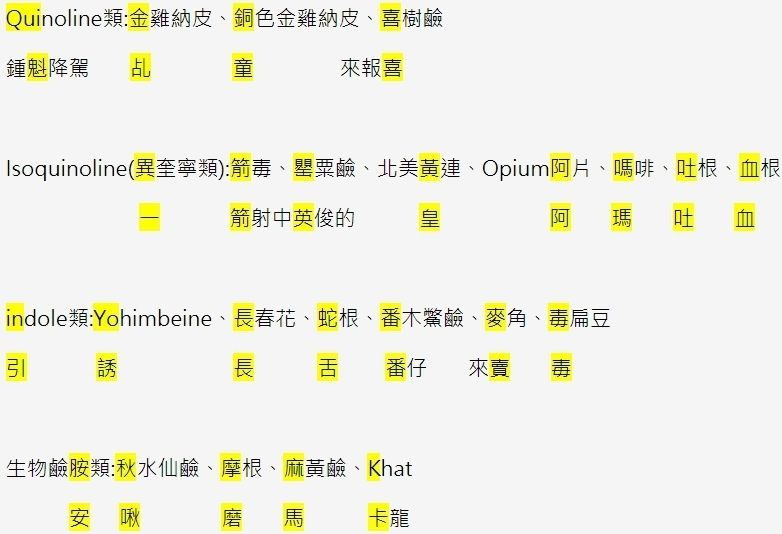 Quinoline類:金雞納皮、銅色金雞納皮、喜樹鹼
鍾魁降駕 乩 童 來報喜
Isoquinoline(異奎寧類):箭毒、罌粟鹼、北美黃連、Opium阿片、嗎啡、吐根、血根
一 箭射中英俊的 皇 阿 瑪 吐 血
indole類:Yohimbeine、長春花、蛇根、番木鱉鹼、麥角、毒扁豆
引 誘 長 舌 番仔 來賣 毒
生物鹼胺類:秋水仙鹼、摩根、麻黃鹼、Khat
安 啾 磨 馬 卡龍